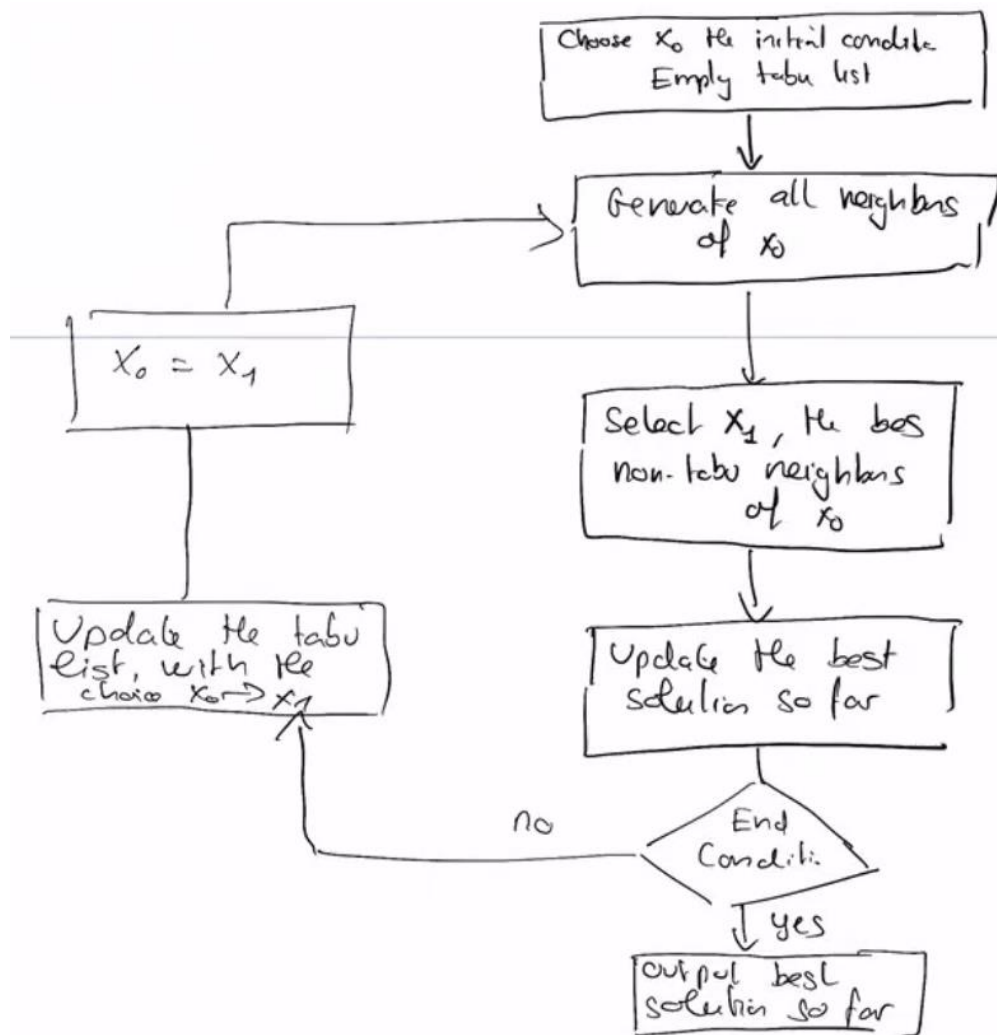 Choose x₀ the initial condite
Empty tabu list
Generate all neighbors
of x₀
X₀ = X₁
Select X₁, the bes
non-tabu neighbors
of x₀
Update the tabu
list, with the
choice x₀→x₁
Update the best
solution so far
no
End
Conditi
yes
output best
solution so far